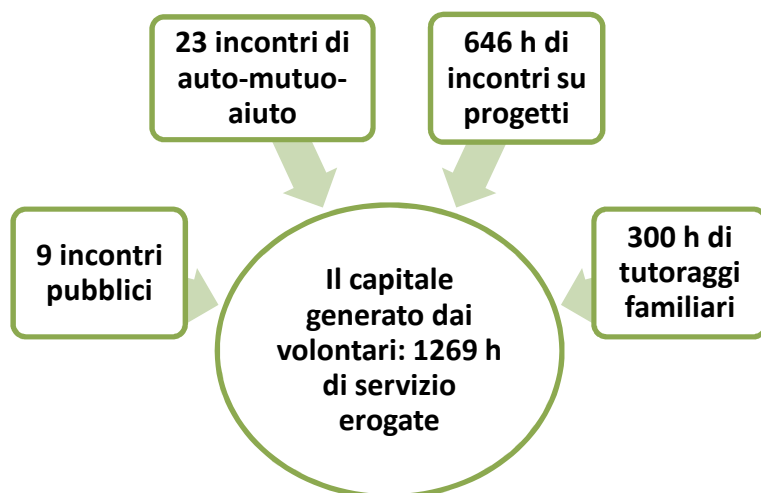 23 incontri di
auto-mutuo-
aiuto
646 h di
incontri su
progetti
9 incontri
pubblici
300 h di
tutoraggi
familiari
Il capitale
generato dai
volontari: 1269 h
di servizio
erogate